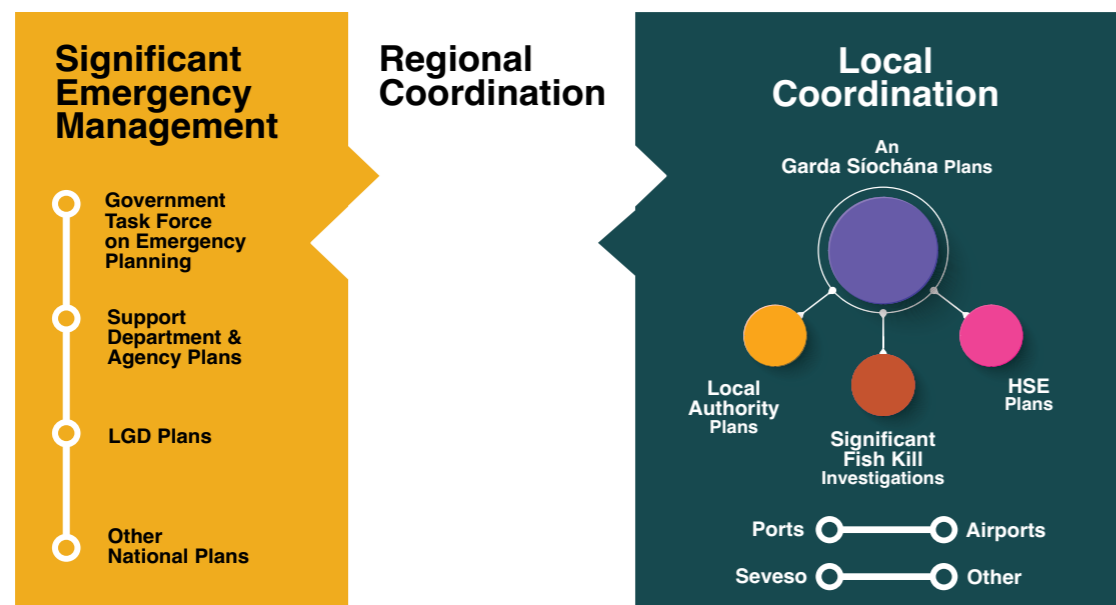 Significant
Emergency
Management
Government
Task Force
on Emergency
Planning
Support
Department &
Agency Plans
LGD Plans
Other
National Plans
Regional
Coordination
Local
Coordination
An
Garda Síochána Plans
Local
Authority
Plans
Significant
Fish Kill
Investigations
HSE
Plans
Ports Airports
Seveso Other